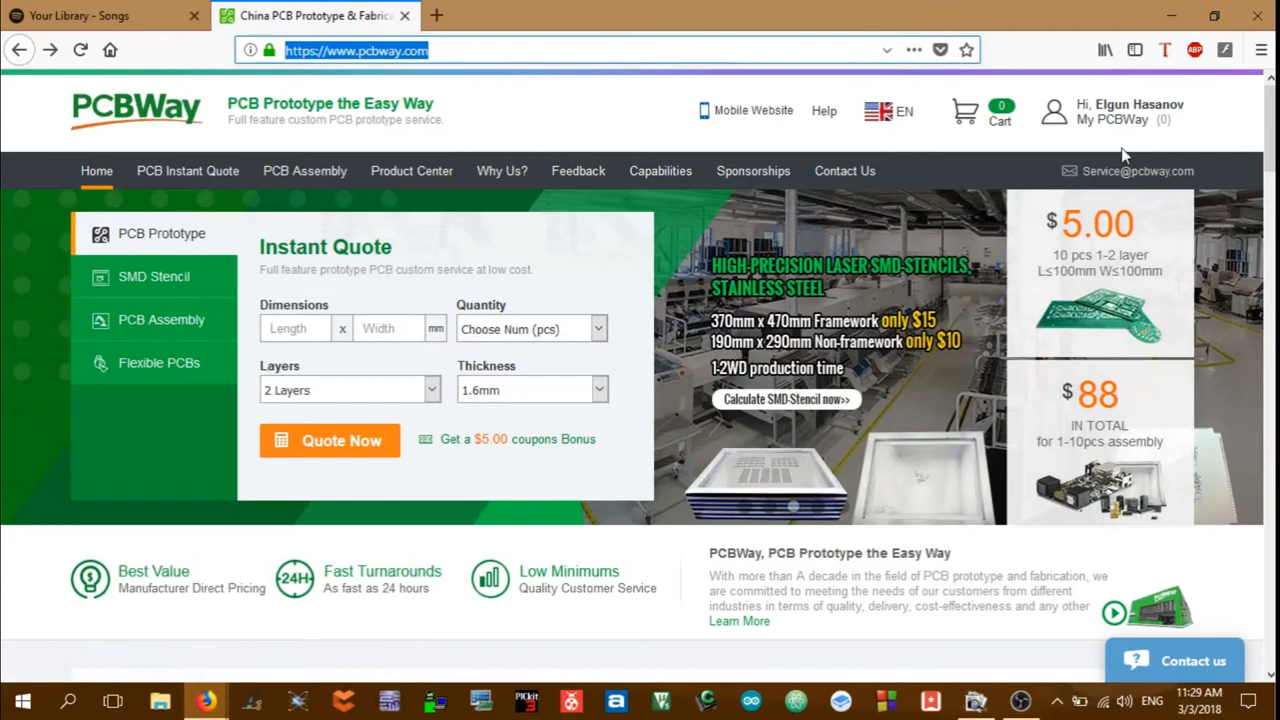 Your Library - Songs
China PCB Prototype & Fabrica
https://www.pcbway.com
T
ABP
PCBWay
PCB Prototype the Easy Way
Full feature custom PCB prototype service.
Mobile Website
Help
EN
0
Cart
Hi, Elgun Hasanov
My PCBWay (0)
Home
PCB Instant Quote
PCB Assembly
Product Center
Why Us?
Feedback
Capabilities
Sponsorships
Contact Us
Service@pcbway.com
PCB Prototype
SMD Stencil
PCB Assembly
Flexible PCBs
Instant Quote
Full feature prototype PCB custom service at low cost.
Dimensions
Quantity
Length x Width mm
Choose Num (pcs)
Layers
Thickness
2 Layers
1.6mm
Quote Now
Get a $5.00 coupons Bonus
HIGH-PRECISION LASER SMD-STENCILS,
STAINLESS STEEL
370mm x 470mm Framework only $15
190mm x 290mm Non-framework only $10
1-2WD production time
Calculate SMD-Stencil now>>
$ 5.00
10 pcs 1-2 layer
L≤100mm W≤100mm
$ 88
IN TOTAL
for 1-10pcs assembly
Best Value
Manufacturer Direct Pricing
24H
Fast Turnarounds
As fast as 24 hours
Low Minimums
Quality Customer Service
PCBWay, PCB Prototype the Easy Way
With more than A decade in the field of PCB prototype and fabrication, we
are committed to meeting the needs of our customers from different
industries in terms of quality, delivery, cost-effectiveness and any other
Learn More
Contact us
PICkit
3
ENG
11:29 AM
3/3/2018